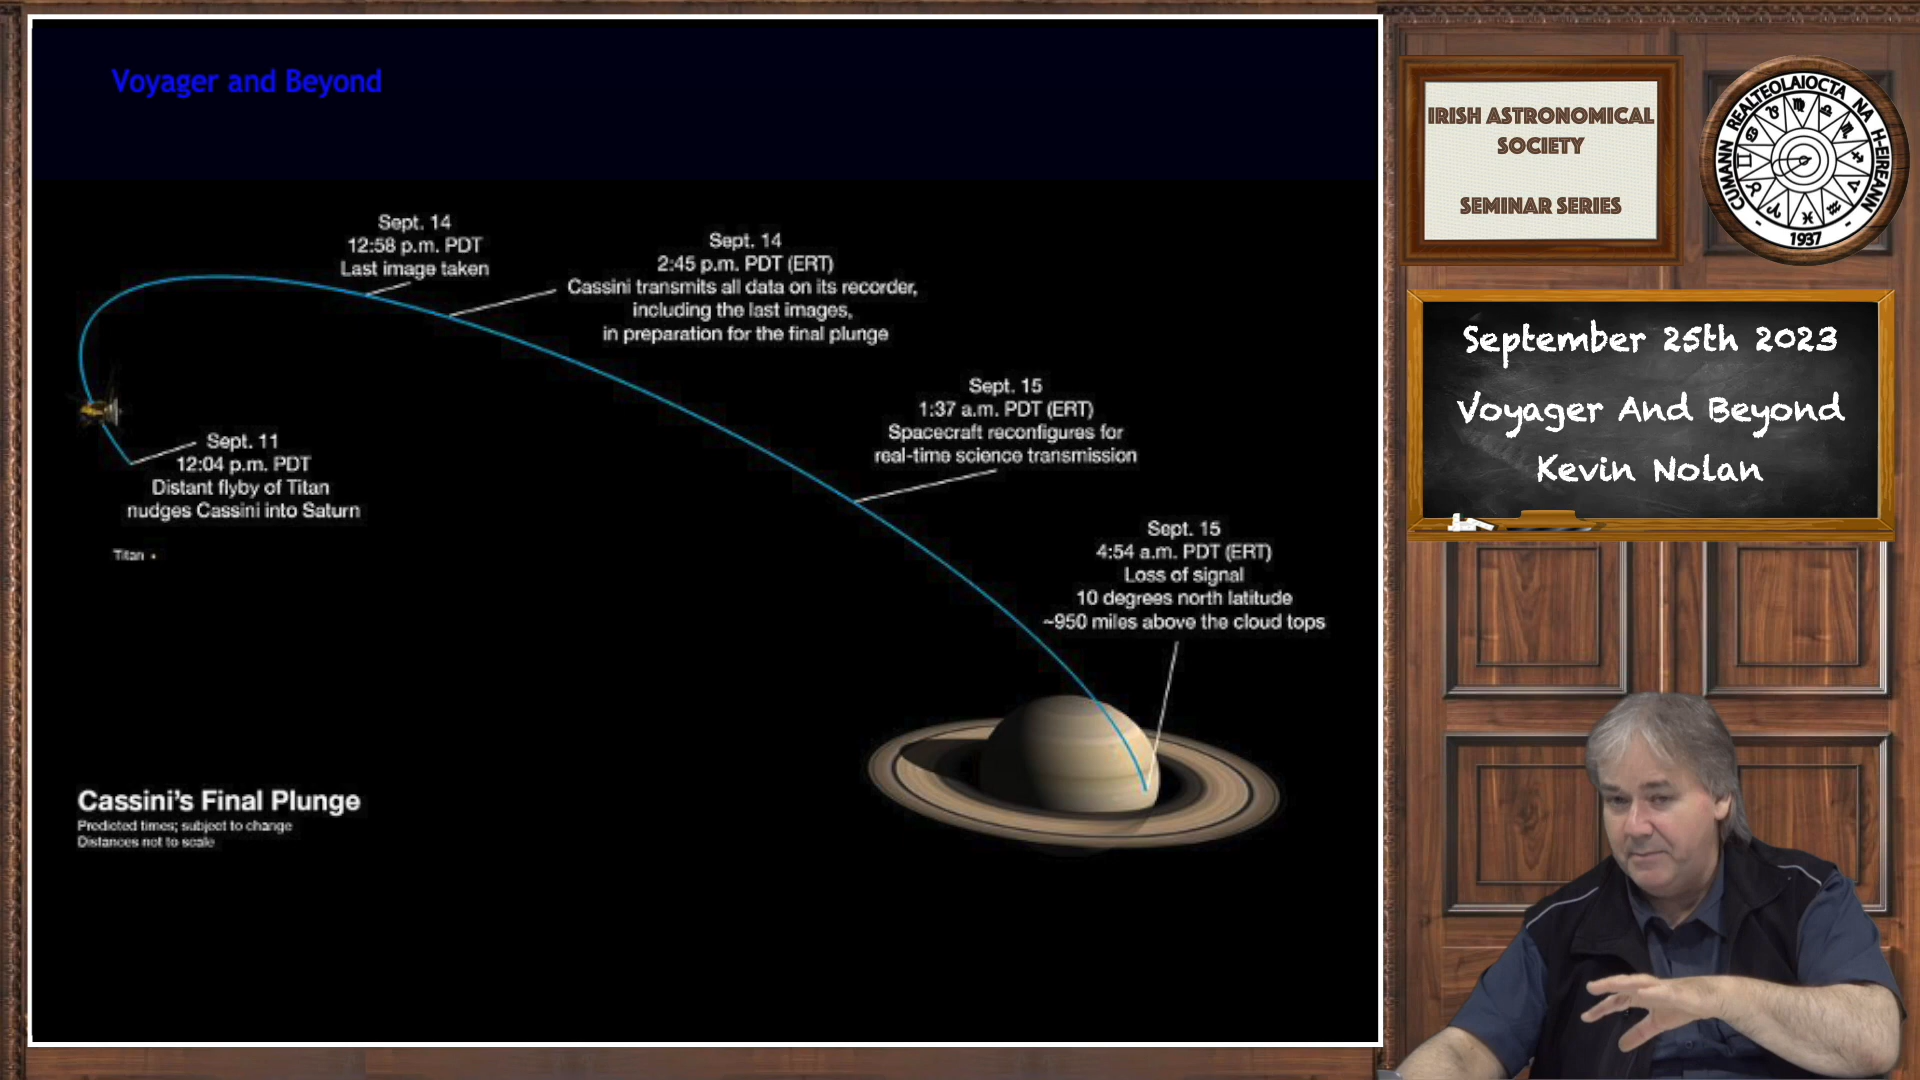 Voyager and Beyond
Sept. 14
12:58 p.m. PDT
Last image taken
Sept. 14
2:45 p.m. PDT (ERT)
Cassini transmits all data on its recorder,
including the last images,
in preparation for the final plunge
Sept. 15
1:37 a.m. PDT (ERT)
Spacecraft reconfigures for
real-time science transmission
Sept. 11
12:04 p.m. PDT
Distant flyby of Titan
nudges Cassini into Saturn
Titan
Sept. 15
4:54 a.m. PDT (ERT)
Loss of signal
10 degrees north latitude
~950 miles above the cloud tops
Cassini's Final Plunge
Predicted times; subject to change
Distances not to scale
IRISH ASTRONOMICAL
SOCIETY
SEMINAR SERIES
CUMANN REALTEOLAIOCTA NA H-EIREANN
- 1937 -
September 25th 2023
Voyager And Beyond
Kevin Nolan